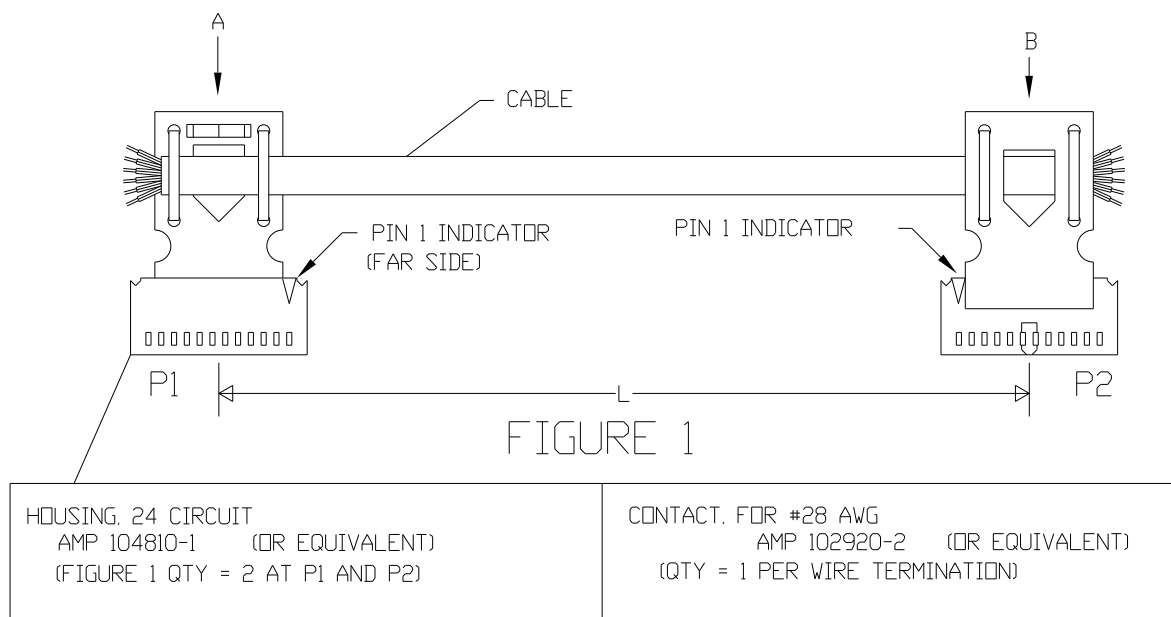 A
B
CABLE
PIN 1 INDICATOR
(FAR SIDE)
PIN 1 INDICATOR
P1
L
P2
FIGURE 1
HOUSING, 24 CIRCUIT
AMP 104810-1 (OR EQUIVALENT)
(FIGURE 1 QTY = 2 AT P1 AND P2)
CONTACT, FOR #28 AWG
AMP 102920-2 (OR EQUIVALENT)
(QTY = 1 PER WIRE TERMINATION)